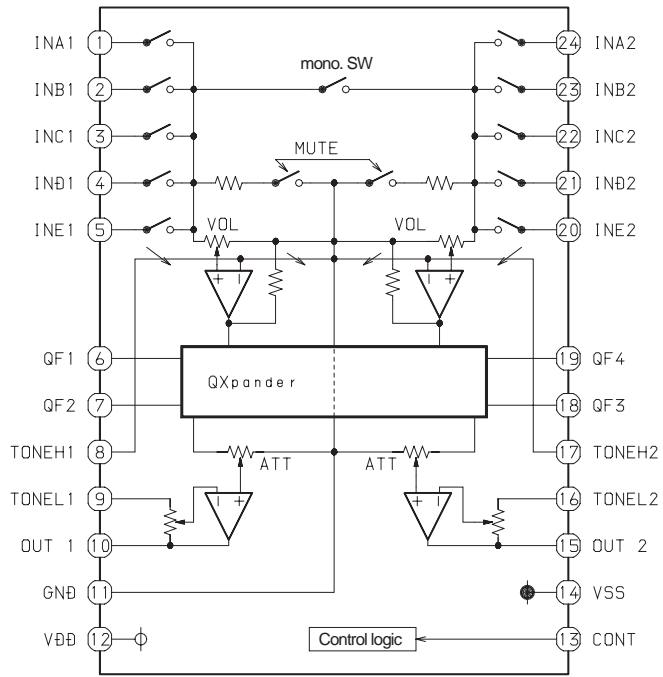 INA1 1 24 INA2
mono. SW
INB1 2 23 INB2
INC1 3 22 INC2
MUTE
IND1 4 21 IND2
INE1 5 20 INE2
VOL VOL
+ − − +
QF1 6 19 QF4
QXpander
QF2 7 18 QF3
TONEH1 8 17 TONEH2
ATT ATT
TONEL1 9 16 TONEL2
− + + −
OUT 1 10 15 OUT 2
GND 11 14 VSS
VDD 12 13 CONT
Control logic